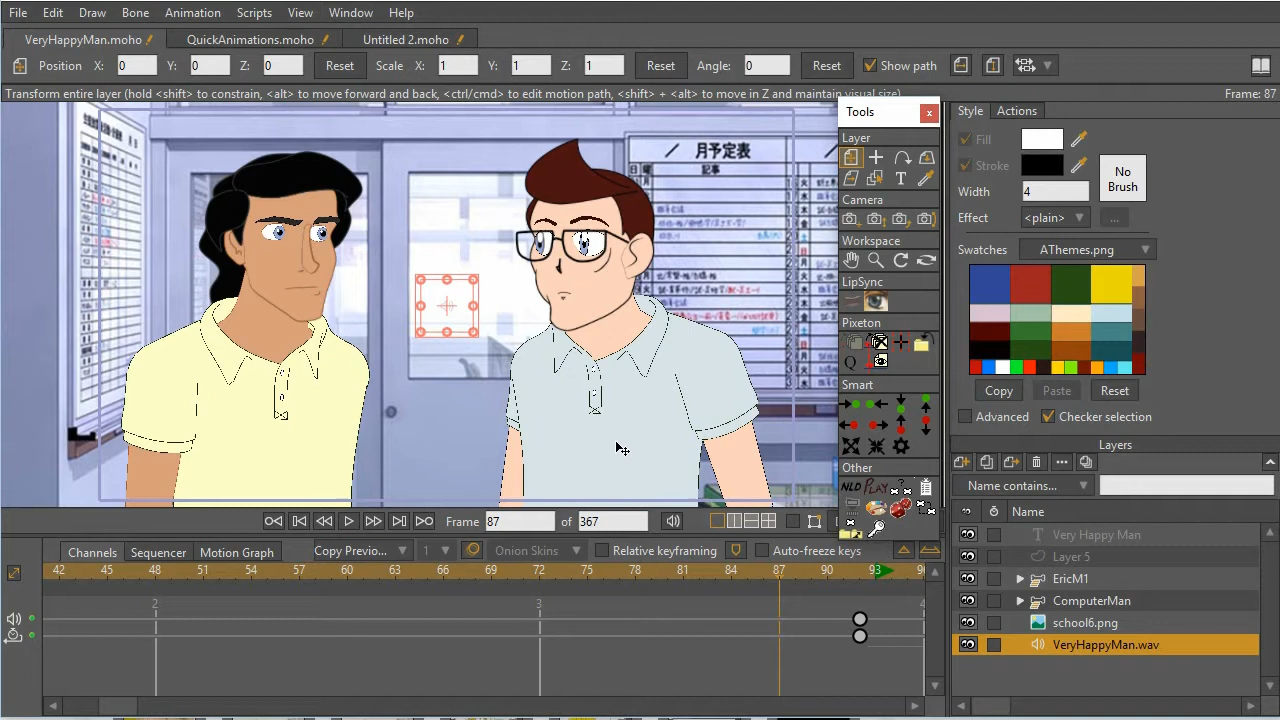 File Edit Draw Bone Animation Scripts View Window Help
VeryHappyMan.moho QuickAnimations.moho Untitled 2.moho
Position X: 0 Y: 0 Z: 0 Reset Scale X: 1 Y: 1 Z: 1 Reset Angle: 0 Reset Show path
Transform entire layer (hold <shift> to constrain, <alt> to move forward and back, <ctrl/cmd> to edit motion path, <shift> + <alt> to move in Z and maintain visual size) Frame: 87
Tools
Layer
T
Camera
Workspace
LipSync
Pixeton
Q
Smart
Other
NLD PLAY
月予定表
記事
Style Actions
Fill
Stroke
No
Brush
Width 4
Effect <plain> ...
Swatches AThemes.png
Copy Paste Reset
Advanced Checker selection
Layers
Name contains...
Name
T Very Happy Man
Layer 5
EricM1
ComputerMan
school6.png
VeryHappyMan.wav
Frame 87 of 367
Channels Sequencer Motion Graph Copy Previo... 1 Onion Skins Relative keyframing Auto-freeze keys
42 45 48 51 54 57 60 63 66 69 72 75 78 81 84 87 90 93
2 3 4